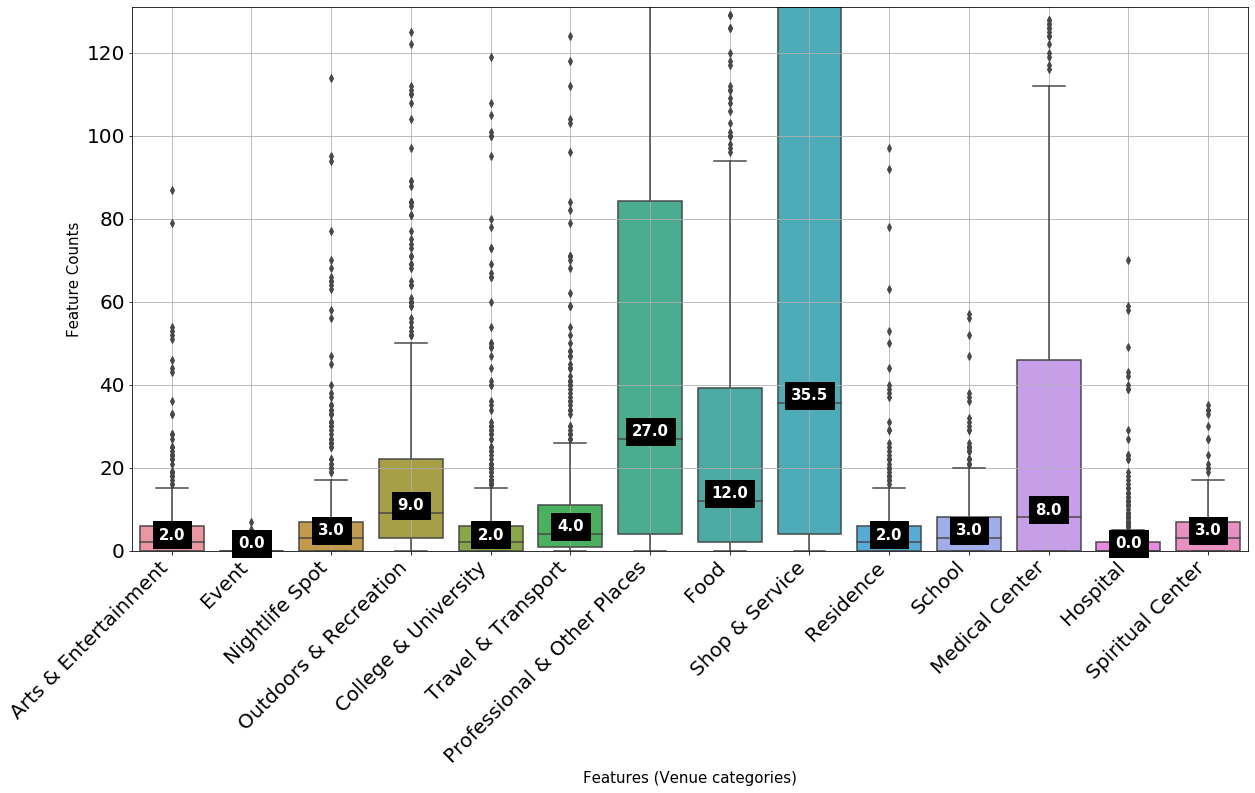 120
100
80
60
40
20
0
Feature Counts
2.0
0.0
3.0
9.0
2.0
4.0
27.0
12.0
35.5
2.0
3.0
8.0
0.0
3.0
Arts & Entertainment
Event
Nightlife Spot
Outdoors & Recreation
College & University
Travel & Transport
Professional & Other Places
Food
Shop & Service
Residence
School
Medical Center
Hospital
Spiritual Center
Features (Venue categories)